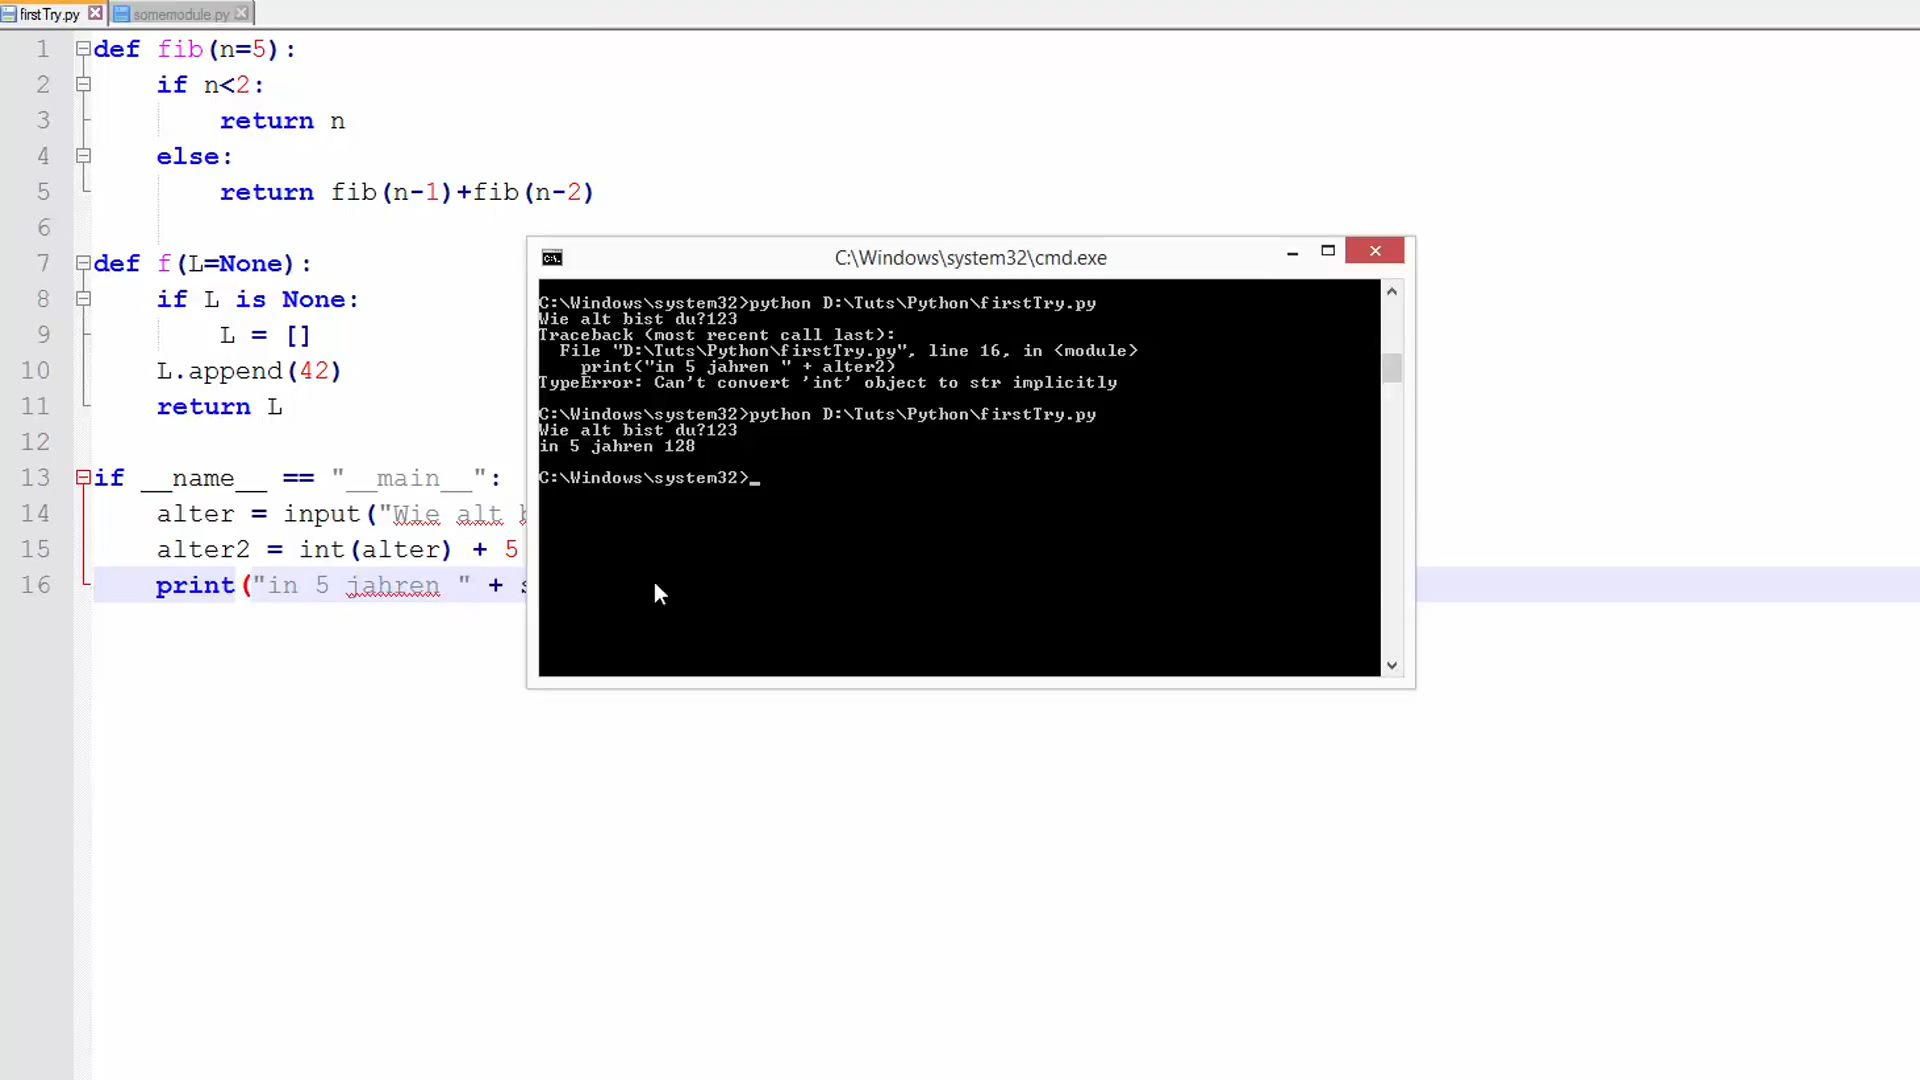 firstTry.py
somemodule.py
1 def fib(n=5):
2 if n<2:
3 return n
4 else:
5 return fib(n-1)+fib(n-2)
6
7 def f(L=None):
8 if L is None:
9 L = []
10 L.append(42)
11 return L
12
13 if __name__ == "__main__":
14 alter = input("Wie alt
15 alter2 = int(alter) + 5
16 print("in 5 jahren " +
C:\Windows\system32\cmd.exe
C:\Windows\system32>python D:\Tuts\Python\firstTry.py
Wie alt bist du?123
Traceback (most recent call last):
File "D:\Tuts\Python\firstTry.py", line 16, in <module>
print("in 5 jahren " + alter2)
TypeError: Can't convert 'int' object to str implicitly
C:\Windows\system32>python D:\Tuts\Python\firstTry.py
Wie alt bist du?123
in 5 jahren 128
C:\Windows\system32>_